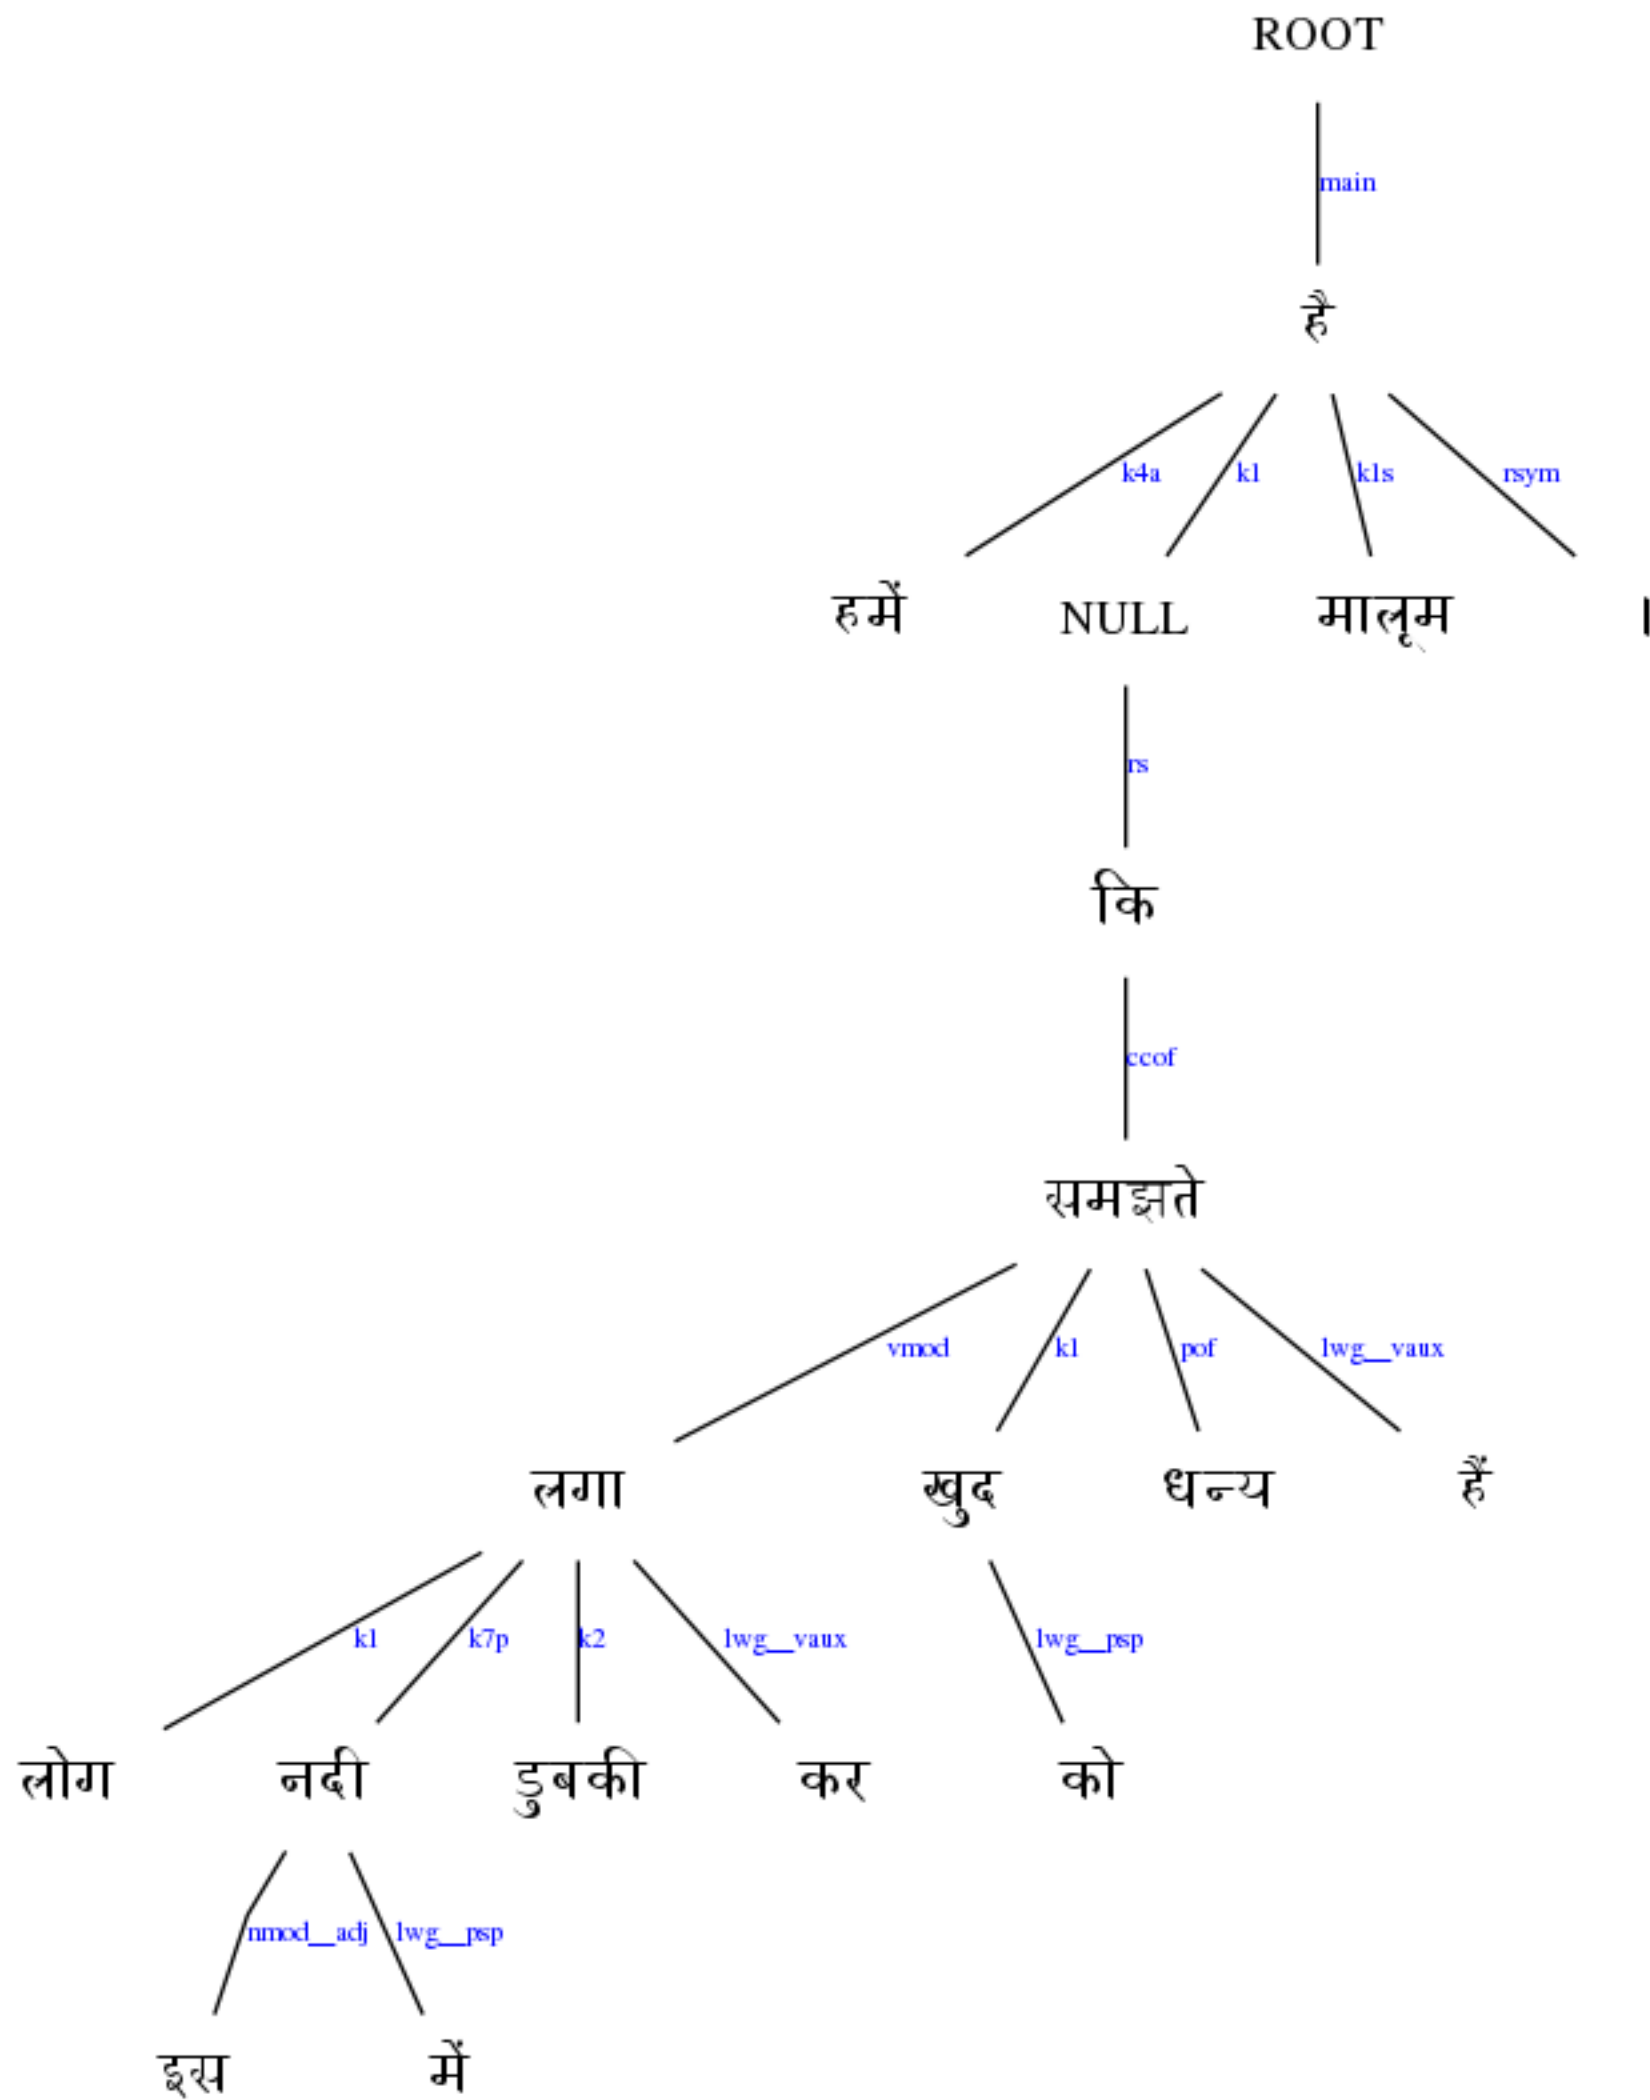 ROOT
main
है
k4a k1 k1s rsym
हमें NULL मालूम ।
rs
कि
ccof
समझते
vmod k1 pof lwg__vaux
लगा खुद धन्य हैं
k1 k7p k2 lwg__vaux lwg__psp
लोग नदी डुबकी कर को
nmod__adj lwg__psp
इस में